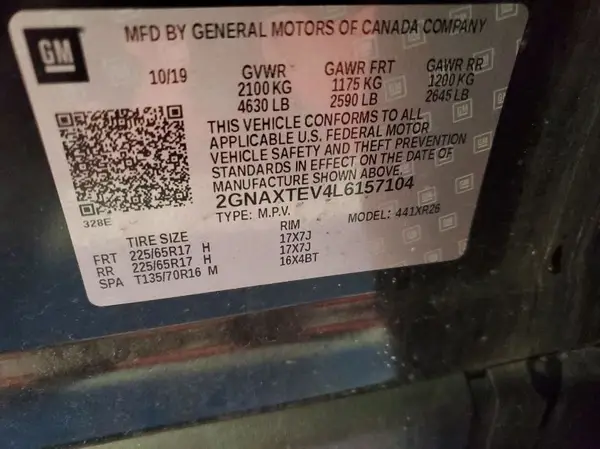 GM
MFD BY GENERAL MOTORS OF CANADA COMPANY
10/19 GVWR GAWR FRT GAWR RR
2100 KG 1175 KG 1200 KG
4630 LB 2590 LB 2645 LB
THIS VEHICLE CONFORMS TO ALL
APPLICABLE U.S. FEDERAL MOTOR
VEHICLE SAFETY AND THEFT PREVENTION
STANDARDS IN EFFECT ON THE DATE OF
MANUFACTURE SHOWN ABOVE.
2GNAXTEV4L6157104
328E TYPE: M.P.V. MODEL: 441XR26
TIRE SIZE RIM
FRT 225/65R17 H 17X7J
RR 225/65R17 H 17X7J
SPA T135/70R16 M 16X4BT